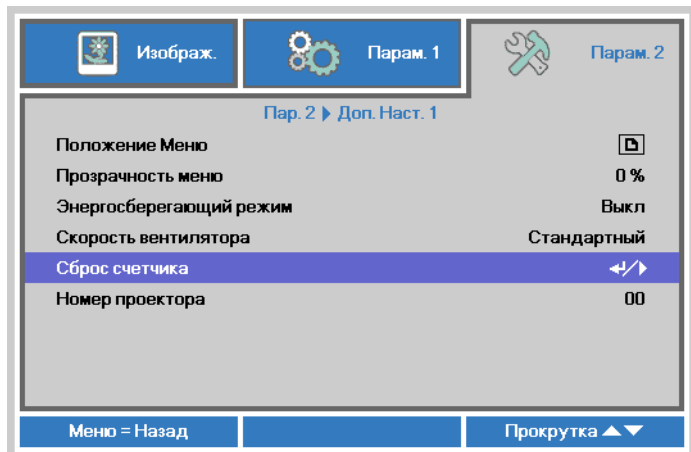 Изображ.
Парам. 1
Парам. 2
Пар. 2 Доп. Наст. 1
Положение Меню
Прозрачность меню 0 %
Энергосберегающий режим Выкл
Скорость вентилятора Стандартный
Сброс счетчика
Номер проектора 00
Меню = Назад
Прокрутка